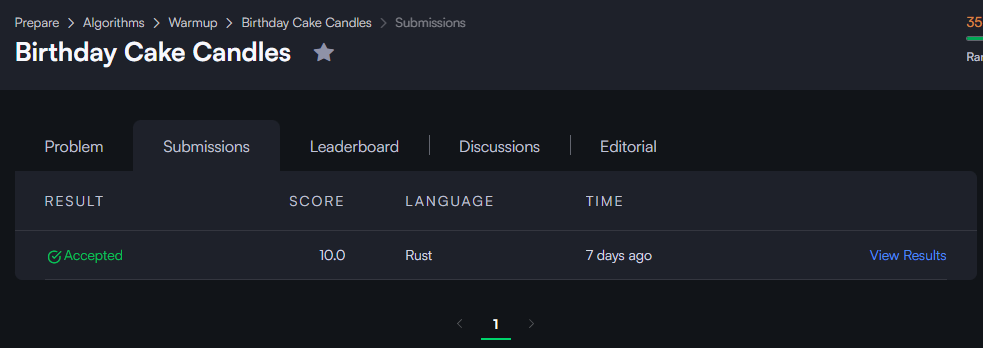 Prepare > Algorithms > Warmup > Birthday Cake Candles > Submissions
35
Birthday Cake Candles
Problem Submissions Leaderboard Discussions Editorial
RESULT SCORE LANGUAGE TIME
Accepted 10.0 Rust 7 days ago View Results
1